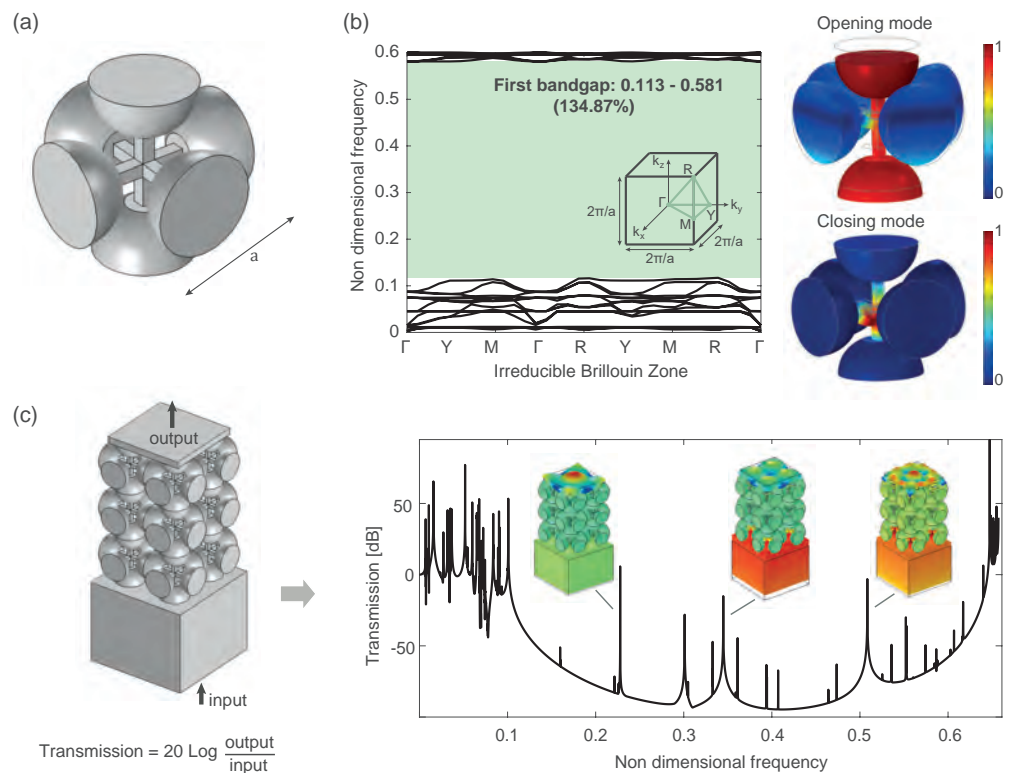 (a)
a
(b)
Non dimensional frequency
0.6
0.5
0.4
0.3
0.2
0.1
0
First bandgap: 0.113 - 0.581
(134.87%)
k_z
R
Γ
Y
k_y
M
k_x
2π/a
2π/a
2π/a
Γ Y M Γ R Y M R Γ
Irreducible Brillouin Zone
Opening mode
1
0
Closing mode
1
0
(c)
output
input
Transmission = 20 Log output/input
Transmission [dB]
50
0
-50
0.1 0.2 0.3 0.4 0.5 0.6
Non dimensional frequency